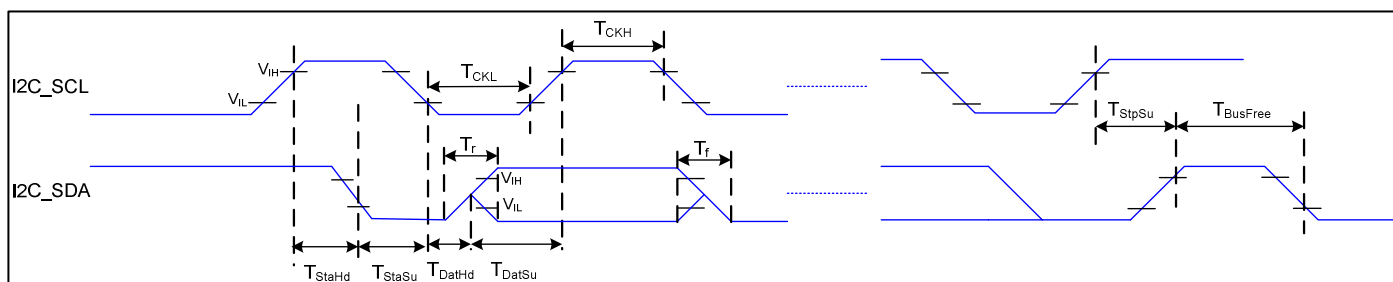 T_CKH
I2C_SCL
V_IH
T_CKL
V_IL
T_StpSu
T_BusFree
T_r
T_f
I2C_SDA
V_IH
V_IL
T_StaHd
T_StaSu
T_DatHd
T_DatSu